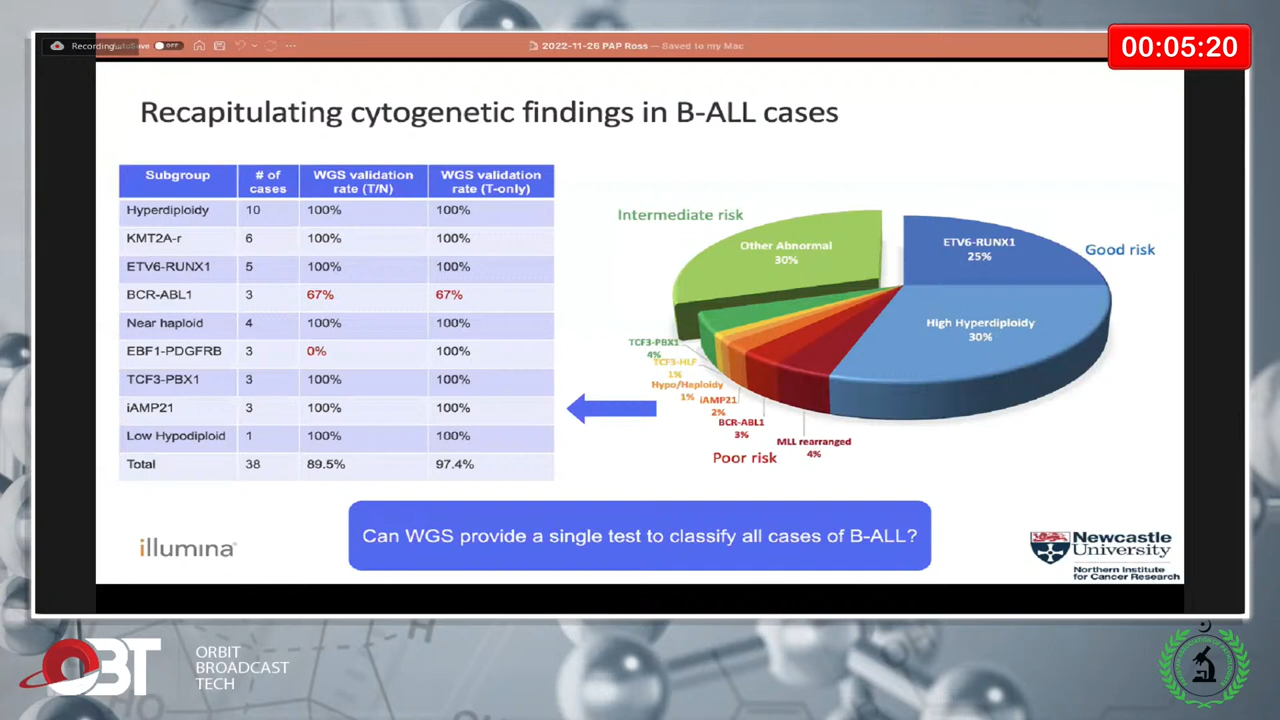 Recording...
Save
OFF
2022-11-26 PAP Ross — Saved to my Mac
00:05:20
Recapitulating cytogenetic findings in B-ALL cases
Subgroup # of cases WGS validation rate (T/N) WGS validation rate (T-only)
Hyperdiploidy 10 100% 100%
KMT2A-r 6 100% 100%
ETV6-RUNX1 5 100% 100%
BCR-ABL1 3 67% 67%
Near haploid 4 100% 100%
EBF1-PDGFRB 3 0% 100%
TCF3-PBX1 3 100% 100%
iAMP21 3 100% 100%
Low Hypodiploid 1 100% 100%
Total 38 89.5% 97.4%
Intermediate risk
Other Abnormal
30%
ETV6-RUNX1
25%
Good risk
High Hyperdiploidy
30%
TCF3-PBX1
4%
TCF3-HLF
1%
Hypo/Haploidy
1%
iAMP21
2%
BCR-ABL1
3%
MLL rearranged
4%
Poor risk
Can WGS provide a single test to classify all cases of B-ALL?
illumina®
Newcastle
University
Northern Institute
for Cancer Research
OBT
ORBIT
BROADCAST
TECH